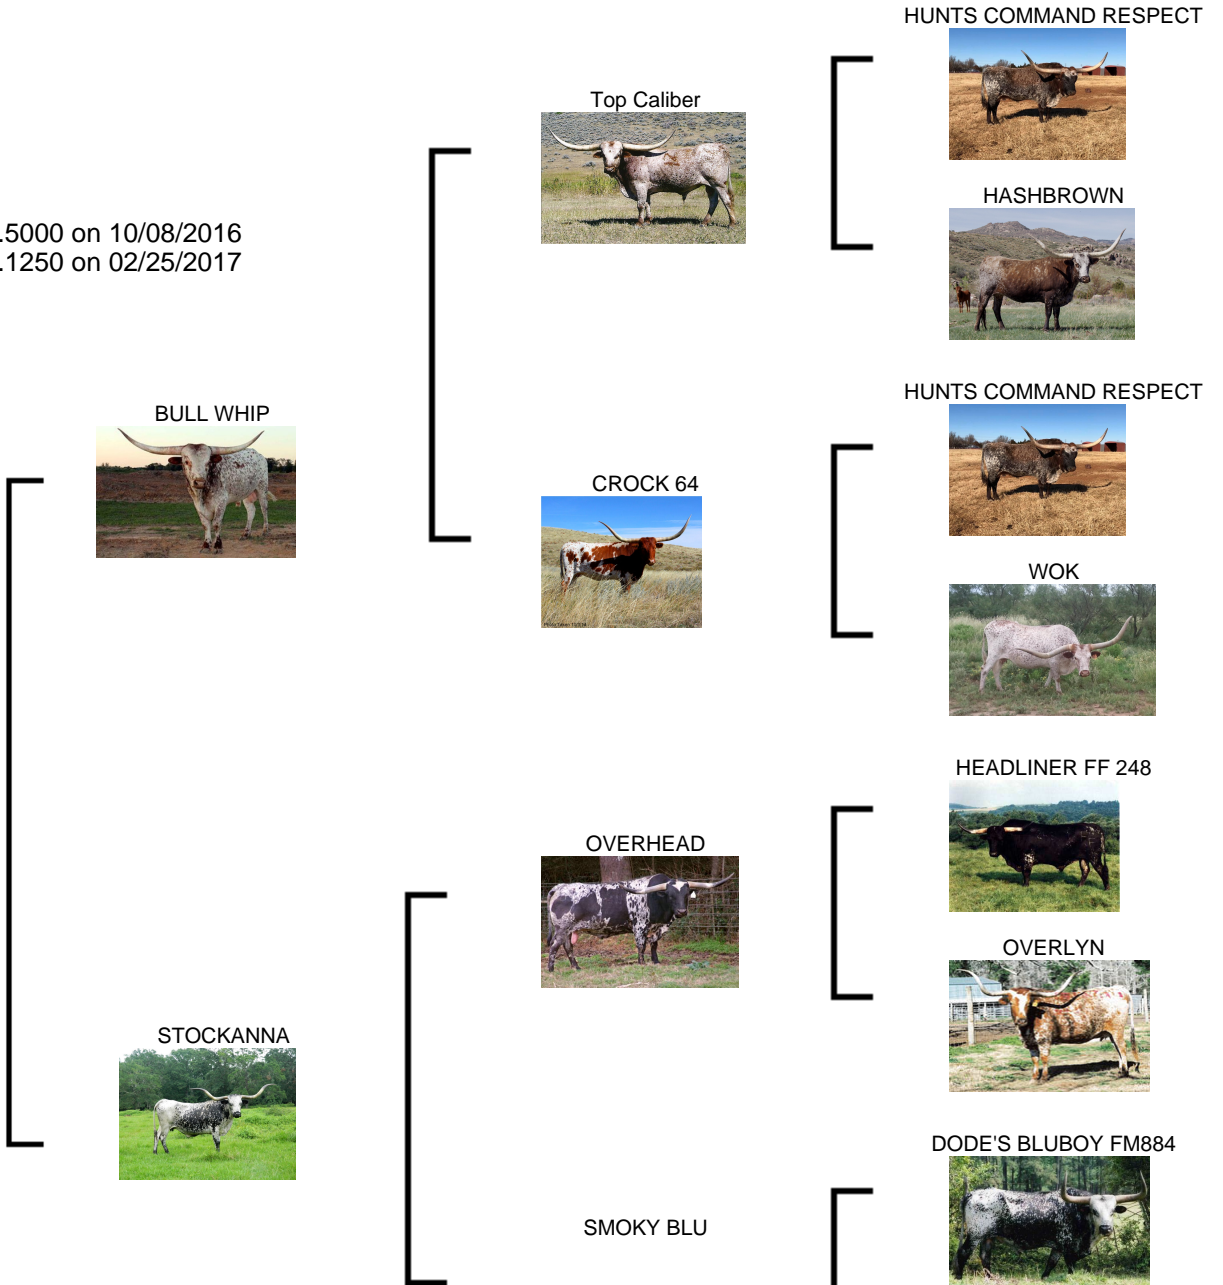 HUNTS COMMAND RESPECT
Top Caliber
HASHBROWN
.5000 on 10/08/2016
.1250 on 02/25/2017
HUNTS COMMAND RESPECT
BULL WHIP
CROCK 64
WOK
HEADLINER FF 248
OVERHEAD
OVERLYN
STOCKANNA
DODE'S BLUBOY FM884
SMOKY BLU